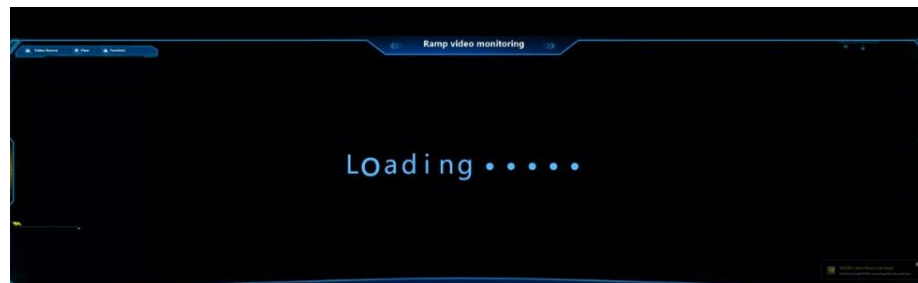 Ramp video monitoring
Video Source View Function
Loading •••••